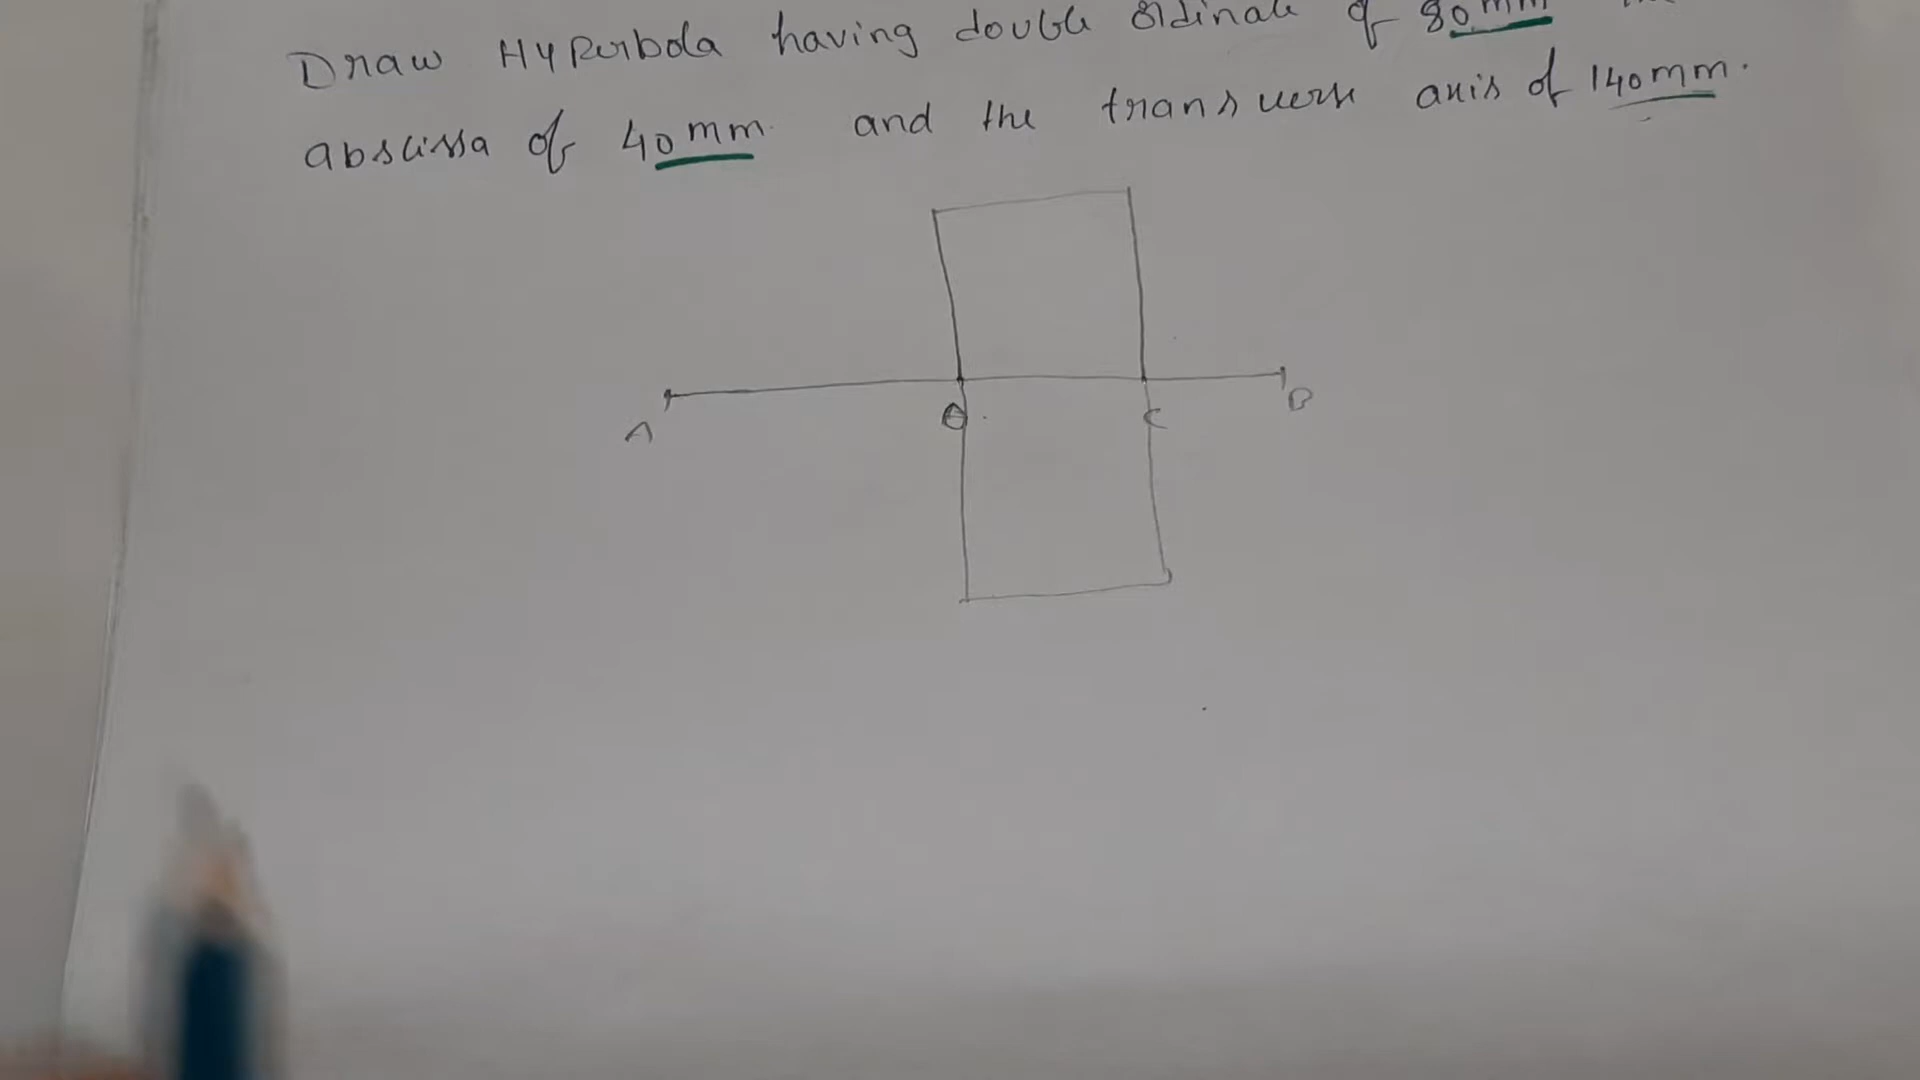 Draw Hyperbola having double ordinate of 80mm
abscissa of 40mm. and the transverse axis of 140mm.
A O C B